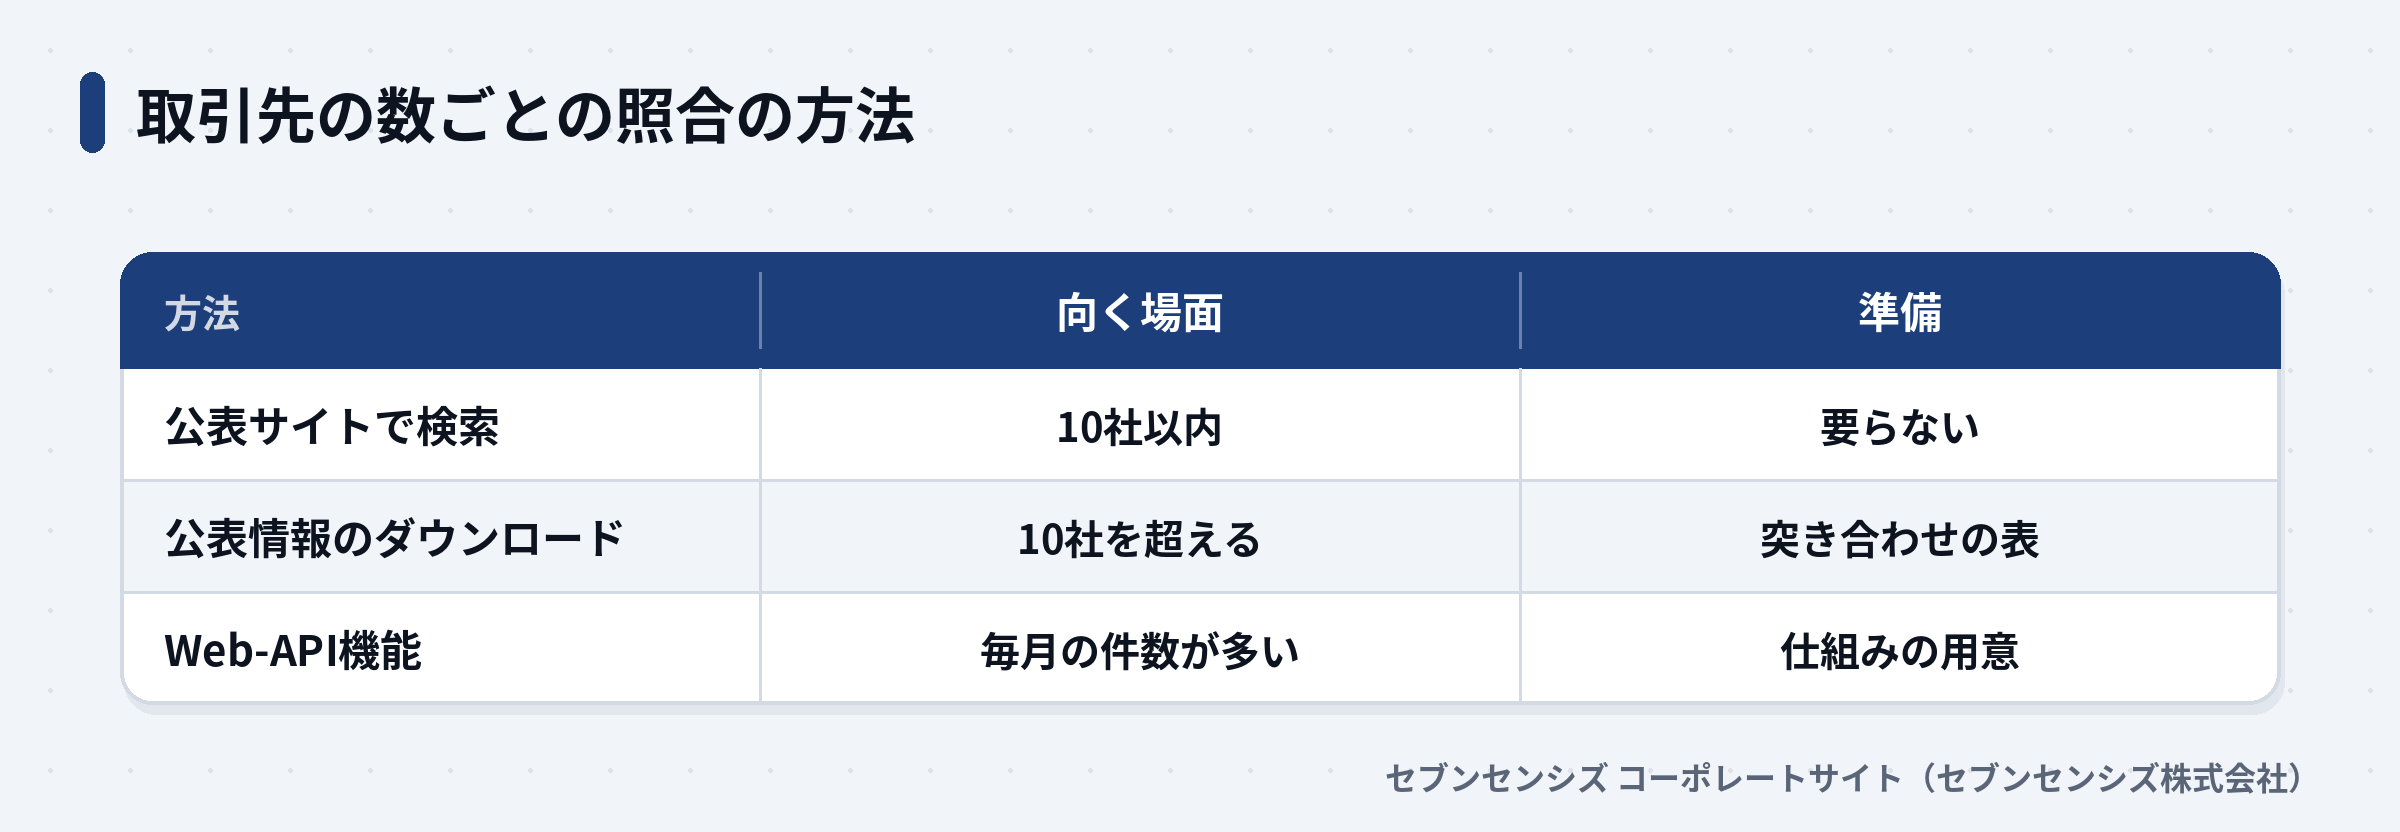 取引先の数ごとの照合の方法
方法 向く場面 準備
公表サイトで検索 10社以内 要らない
公表情報のダウンロード 10社を超える 突き合わせの表
Web-API機能 毎月の件数が多い 仕組みの用意
セブンセンシズ コーポレートサイト（セブンセンシズ株式会社）